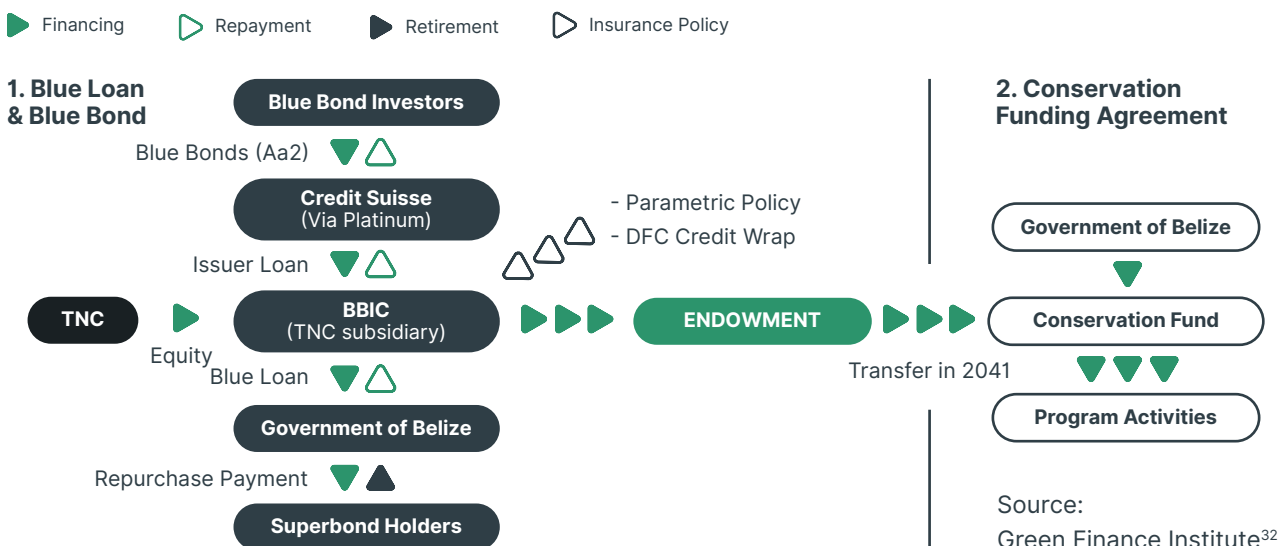 Financing
Repayment
Retirement
Insurance Policy
1. Blue Loan
& Blue Bond
Blue Bond Investors
Blue Bonds (Aa2)
Credit Suisse
(Via Platinum)
- Parametric Policy
- DFC Credit Wrap
Issuer Loan
TNC
Equity
BBIC
(TNC subsidiary)
ENDOWMENT
Transfer in 2041
Blue Loan
Government of Belize
Repurchase Payment
Superbond Holders
2. Conservation
Funding Agreement
Government of Belize
Conservation Fund
Program Activities
Source:
Green Finance Institute³²